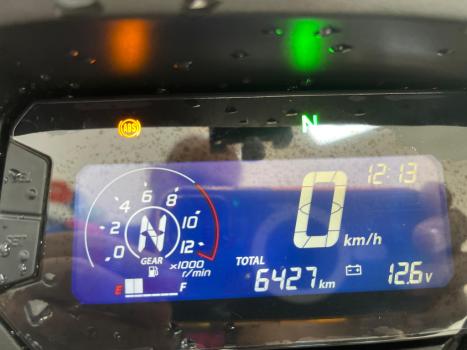 ABS
N
12:13
0 2 4 6 8 10 12
N
GEAR
x1000
r/min
E F
0 km/h
TOTAL
6427 km
12.6 v